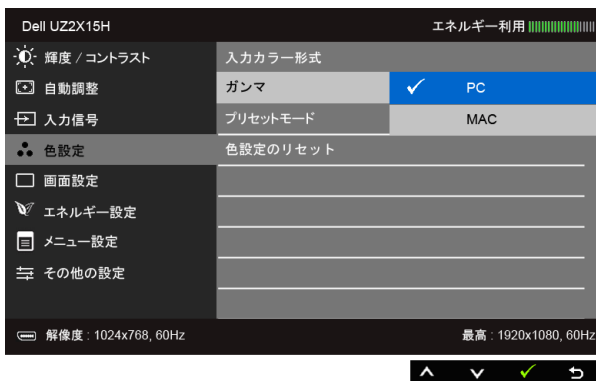 Dell UZ2X15H
エネルギー利用
輝度 / コントラスト
入力カラー形式
自動調整
ガンマ
PC
入力信号
プリセットモード
MAC
色設定
色設定のリセット
画面設定
エネルギー設定
メニュー設定
その他の設定
解像度 : 1024x768, 60Hz
最高 : 1920x1080, 60Hz